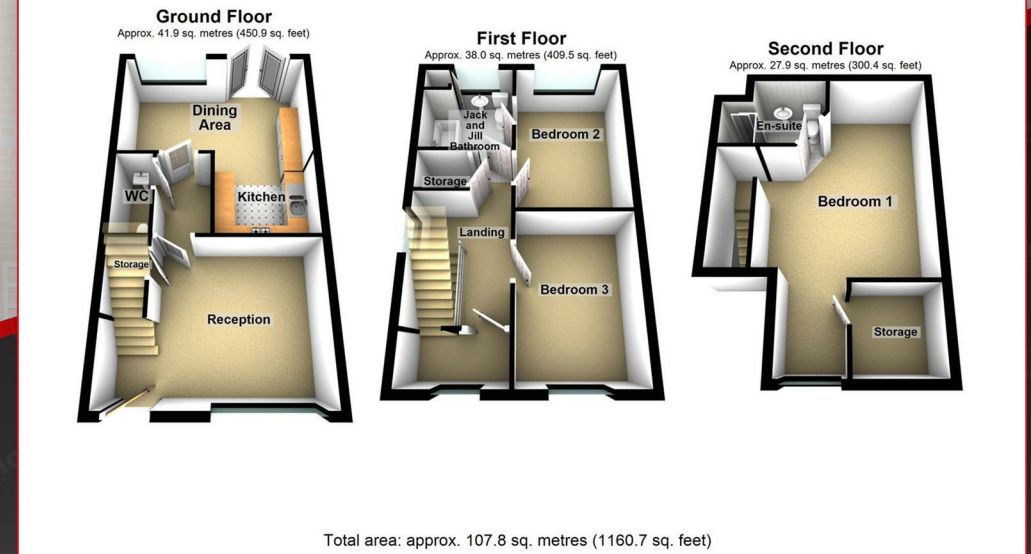 Ground Floor
Approx. 41.9 sq. metres (450.9 sq. feet)
Dining
Area
WC
Kitchen
Storage
Reception
First Floor
Approx. 38.0 sq. metres (409.5 sq. feet)
Jack
and
Jill
Bathroom
Bedroom 2
Storage
Landing
Bedroom 3
Second Floor
Approx. 27.9 sq. metres (300.4 sq. feet)
En-suite
Bedroom 1
Storage
Total area: approx. 107.8 sq. metres (1160.7 sq. feet)